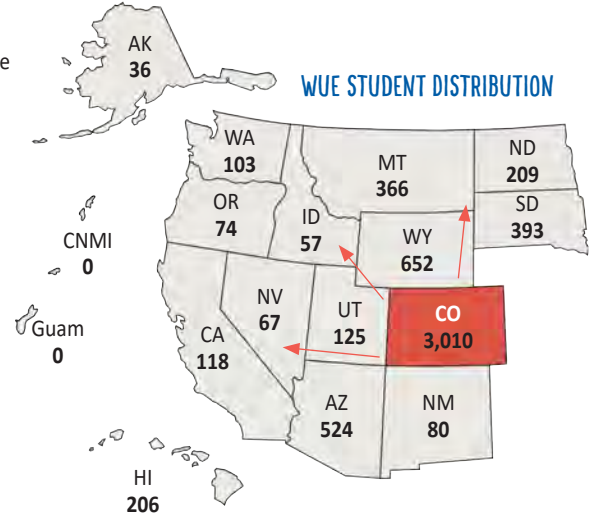 e
AK
36
WUE STUDENT DISTRIBUTION
WA
103
MT
366
ND
209
OR
74
ID
57
SD
393
WY
652
CNMI
0
NV
67
UT
125
CO
3,010
Guam
0
CA
118
AZ
524
NM
80
HI
206